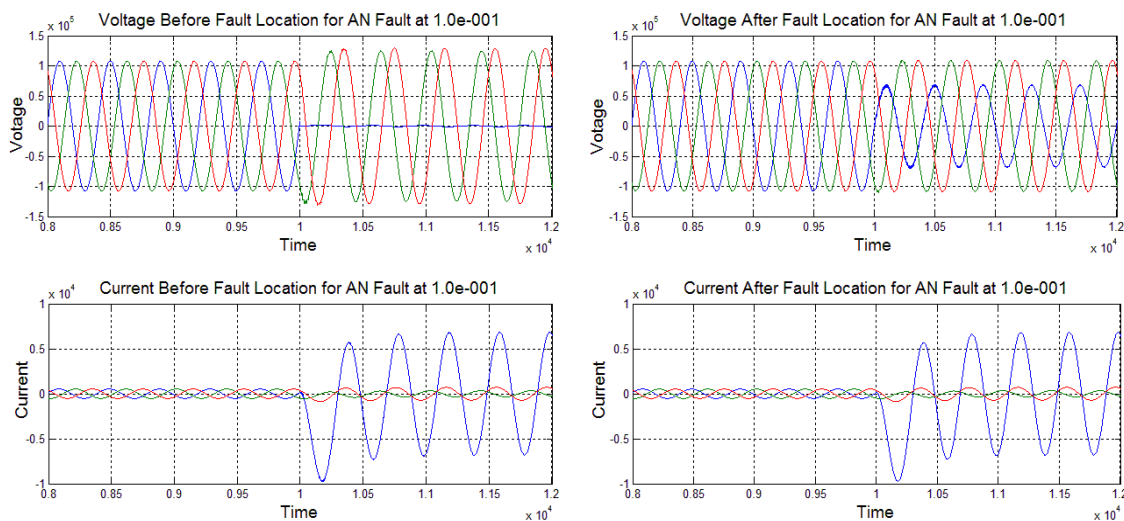 Voltage Before Fault Location for AN Fault at 1.0e-001
x 10^5
1.5
1
0.5
0
-0.5
-1
-1.5
Votage
0.8 0.85 0.9 0.95 1 1.05 1.1 1.15 1.2
Time
x 10^4
Voltage After Fault Location for AN Fault at 1.0e-001
x 10^5
1.5
1
0.5
0
-0.5
-1
-1.5
Votage
0.8 0.85 0.9 0.95 1 1.05 1.1 1.15 1.2
Time
x 10^4
Current Before Fault Location for AN Fault at 1.0e-001
x 10^4
1
0.5
0
-0.5
-1
Current
0.8 0.85 0.9 0.95 1 1.05 1.1 1.15 1.2
Time
x 10^4
Current After Fault Location for AN Fault at 1.0e-001
x 10^4
1
0.5
0
-0.5
-1
Current
0.8 0.85 0.9 0.95 1 1.05 1.1 1.15 1.2
Time
x 10^4